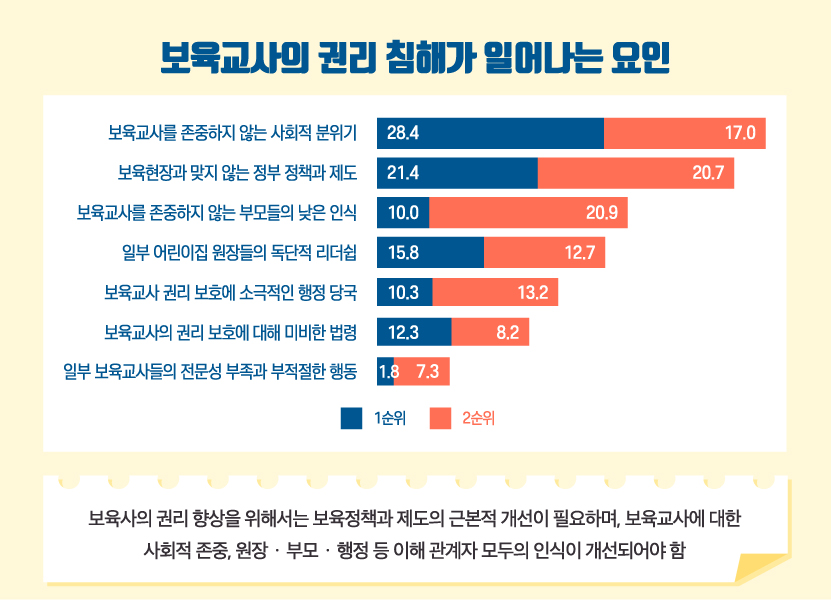 보육교사의 권리 침해가 일어나는 요인
보육교사를 존중하지 않는 사회적 분위기 28.4 17.0
보육현장과 맞지 않는 정부 정책과 제도 21.4 20.7
보육교사를 존중하지 않는 부모들의 낮은 인식 10.0 20.9
일부 어린이집 원장들의 독단적 리더쉽 15.8 12.7
보육교사 권리 보호에 소극적인 행정 당국 10.3 13.2
보육교사의 권리 보호에 대해 미비한 법령 12.3 8.2
일부 보육교사들의 전문성 부족과 부적절한 행동 1.8 7.3
1순위 2순위
보육사의 권리 향상을 위해서는 보육정책과 제도의 근본적 개선이 필요하며, 보육교사에 대한
사회적 존중, 원장 · 부모 · 행정 등 이해 관계자 모두의 인식이 개선되어야 함